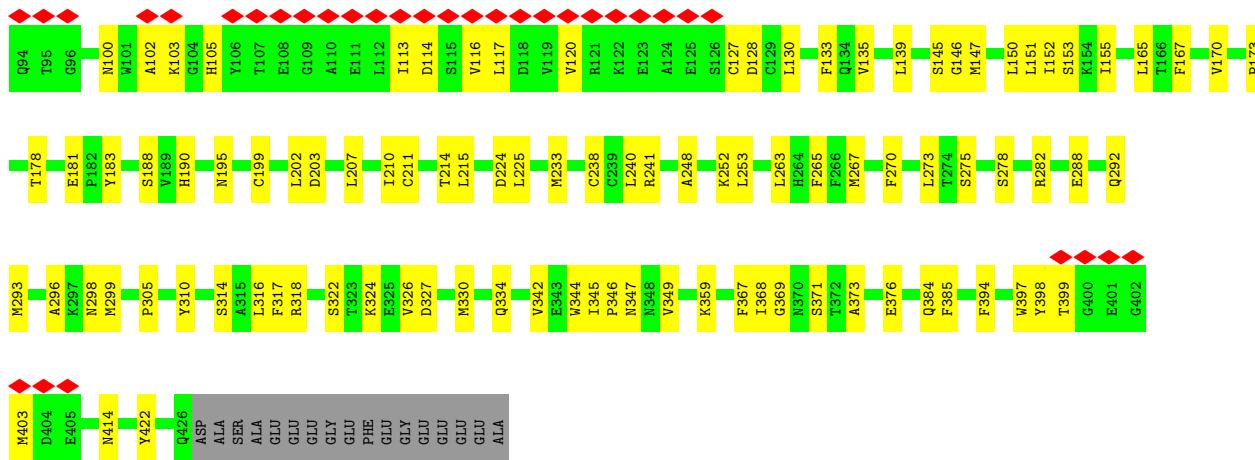 Q94 T95 G96 N100 W101 A102 K103 G104 H105 Y106 T107 E108 G109 A110 E111 L112 I113 D114 S115 V116 L117 D118 V119 V120 R121 K122 E123 A124 E125 S126 C127 D128 C129 L130 F133 Q134 V135 L139 S145 G146 M147 L150 L151 I152 S153 K154 I155 L165 T166 F167 V170 P173
T178 E181 P182 Y183 S188 V189 H190 N195 C199 L202 D203 L207 I210 C211 T214 L215 D224 L225 M233 C238 C239 L240 R241 A248 K252 L253 L263 H264 F265 F266 M267 F270 L273 T274 S275 S278 R282 E288 Q292
M293 A296 K297 N298 M299 P305 Y310 S314 A315 L316 F317 R318 S322 T323 K324 E325 V326 D327 M330 Q334 V342 E343 W344 I345 P346 N347 N348 V349 K359 F367 I368 G369 N370 S371 T372 A373 E376 Q384 F385 F394 W397 Y398 T399 G400 E401 G402
M403 D404 E405 N414 Y422 Q426 ASP ALA SER ALA GLU GLU GLU GLY GLU PHE GLU GLY GLU GLU GLU GLU ALA